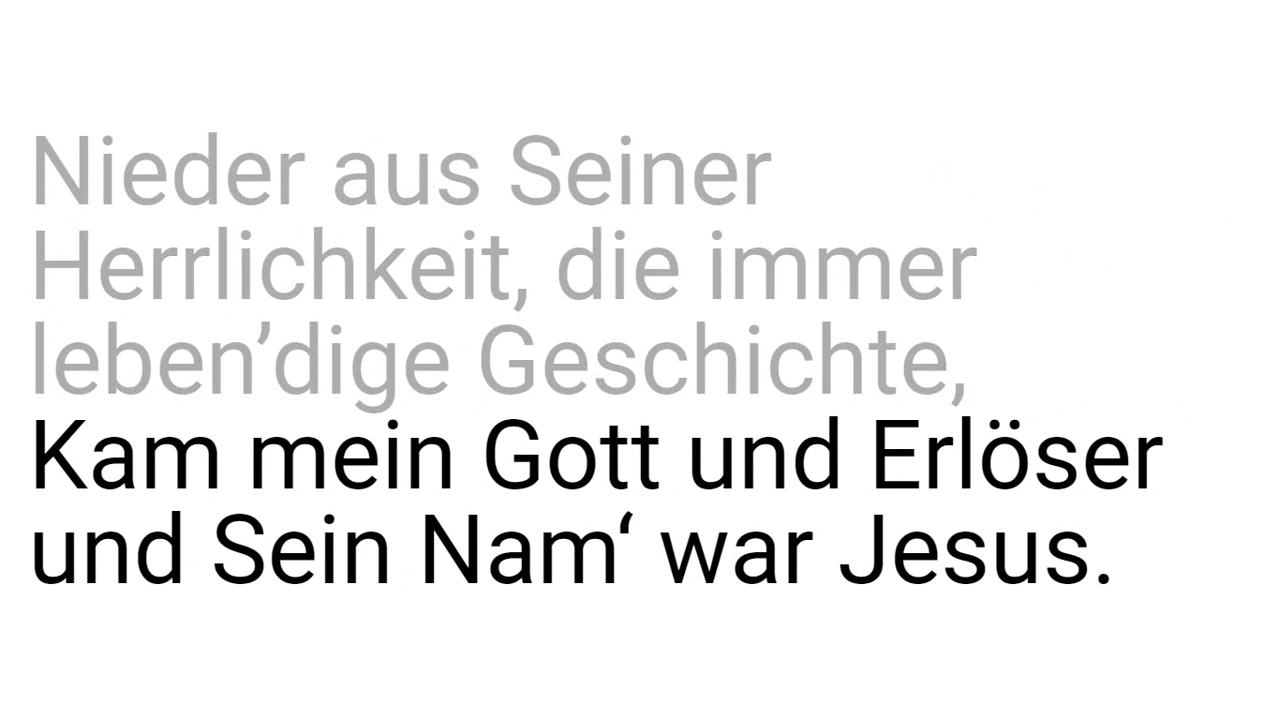 Nieder aus Seiner
Herrlichkeit, die immer
leben’dige Geschichte,
Kam mein Gott und Erlöser
und Sein Nam‘ war Jesus.